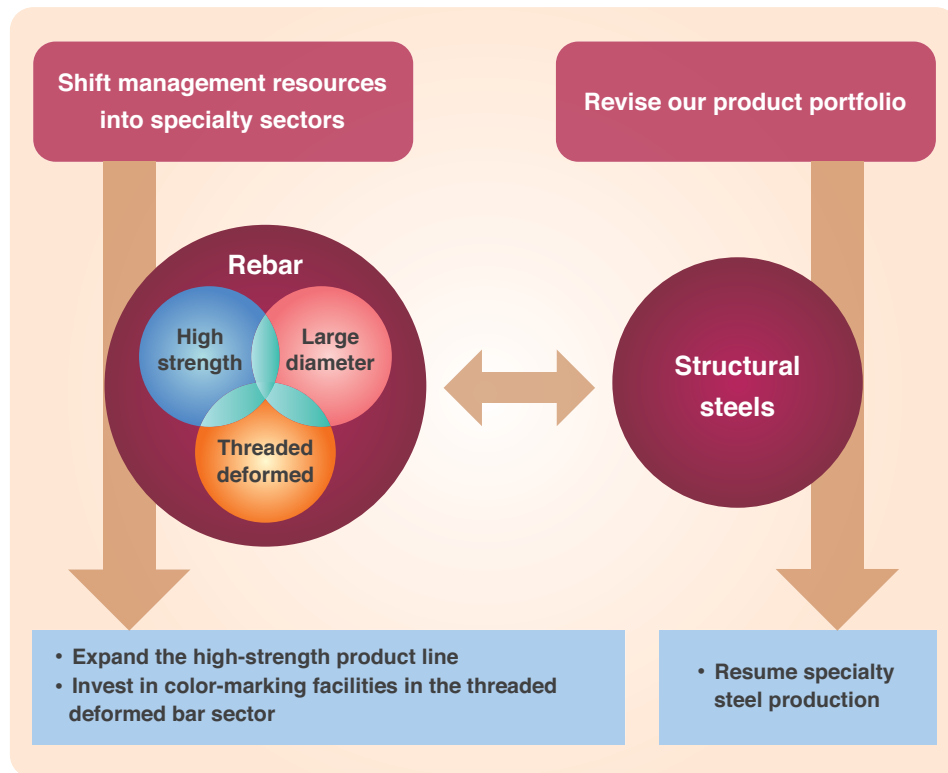 Shift management resources
into specialty sectors
Revise our product portfolio
Rebar
High
strength
Large
diameter
Threaded
deformed
Structural
steels
• Expand the high-strength product line
• Invest in color-marking facilities in the threaded
deformed bar sector
• Resume specialty
steel production